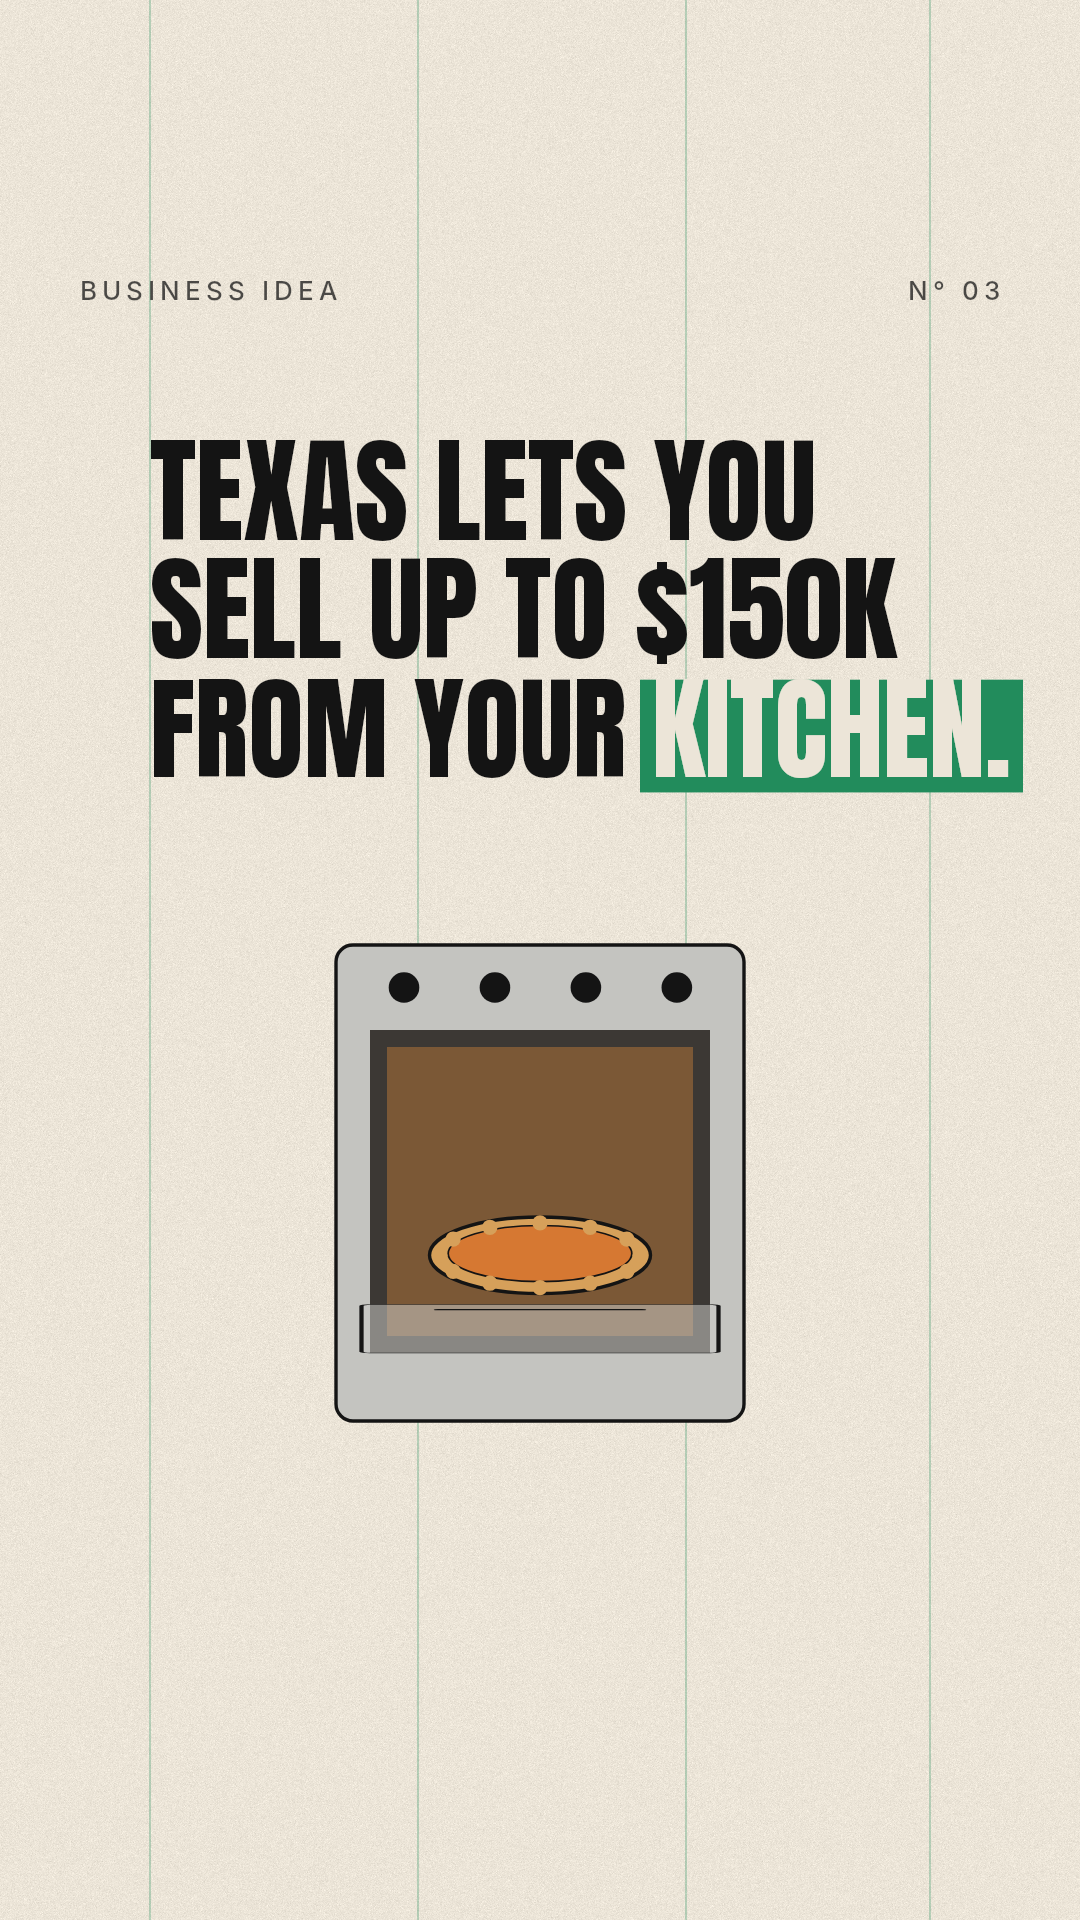 BUSINESS IDEA
N° 03
TEXAS LETS YOU
SELL UP TO $150K
FROM YOUR KITCHEN.